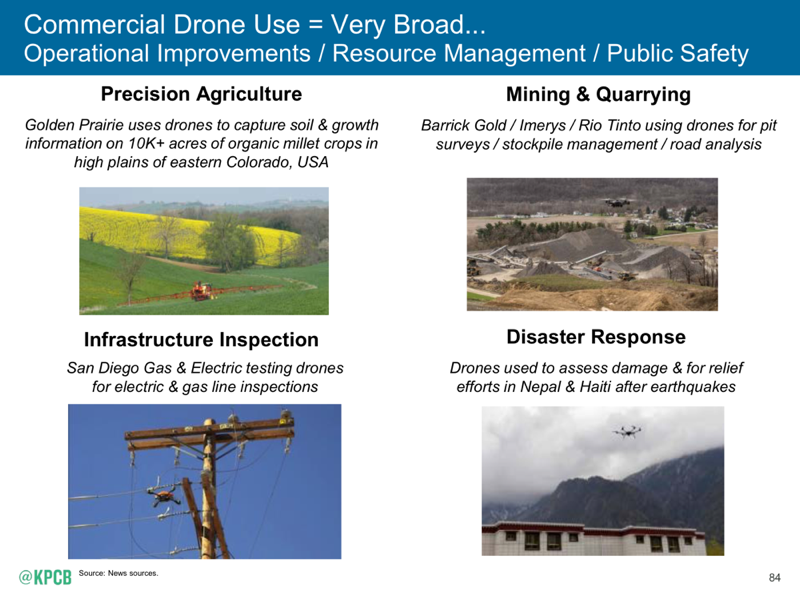 Commercial Drone Use = Very Broad...
Operational Improvements / Resource Management / Public Safety
Precision Agriculture
Golden Prairie uses drones to capture soil & growth
information on 10K+ acres of organic millet crops in
high plains of eastern Colorado, USA
Mining & Quarrying
Barrick Gold / Imerys / Rio Tinto using drones for pit
surveys / stockpile management / road analysis
Infrastructure Inspection
San Diego Gas & Electric testing drones
for electric & gas line inspections
Disaster Response
Drones used to assess damage & for relief
efforts in Nepal & Haiti after earthquakes
@KPCB
Source: News sources.
84